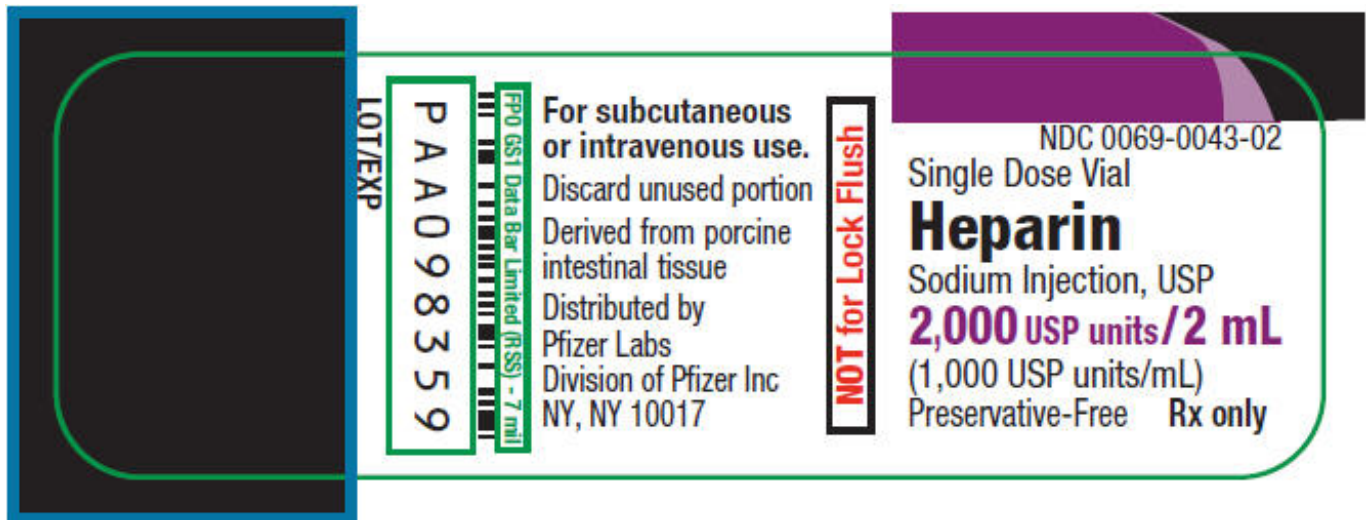 LOT/EXP
PAA098359
FPO GS1 Data Bar Limited (RSS) - 7 mil
For subcutaneous
or intravenous use.
Discard unused portion
Derived from porcine
intestinal tissue
Distributed by
Pfizer Labs
Division of Pfizer Inc
NY, NY 10017
NOT for Lock Flush
NDC 0069-0043-02
Single Dose Vial
Heparin
Sodium Injection, USP
2,000 USP units/2 mL
(1,000 USP units/mL)
Preservative-Free Rx only